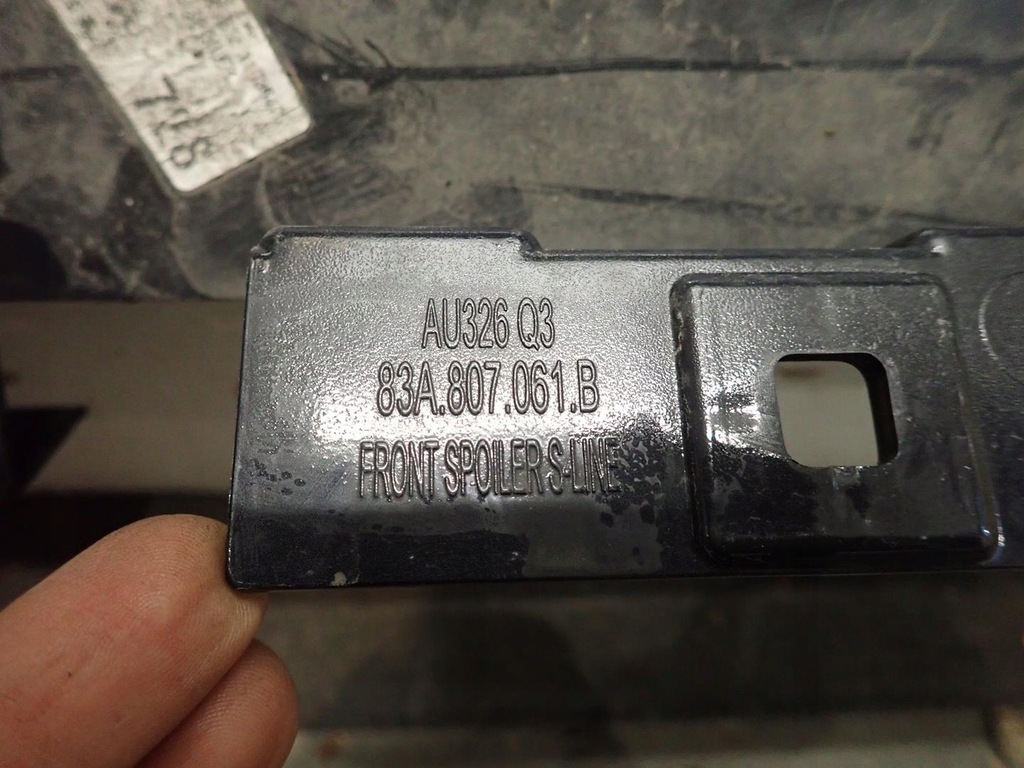 AU326 Q3
83A.807.061.B
FRONT SPOILER S-LINE